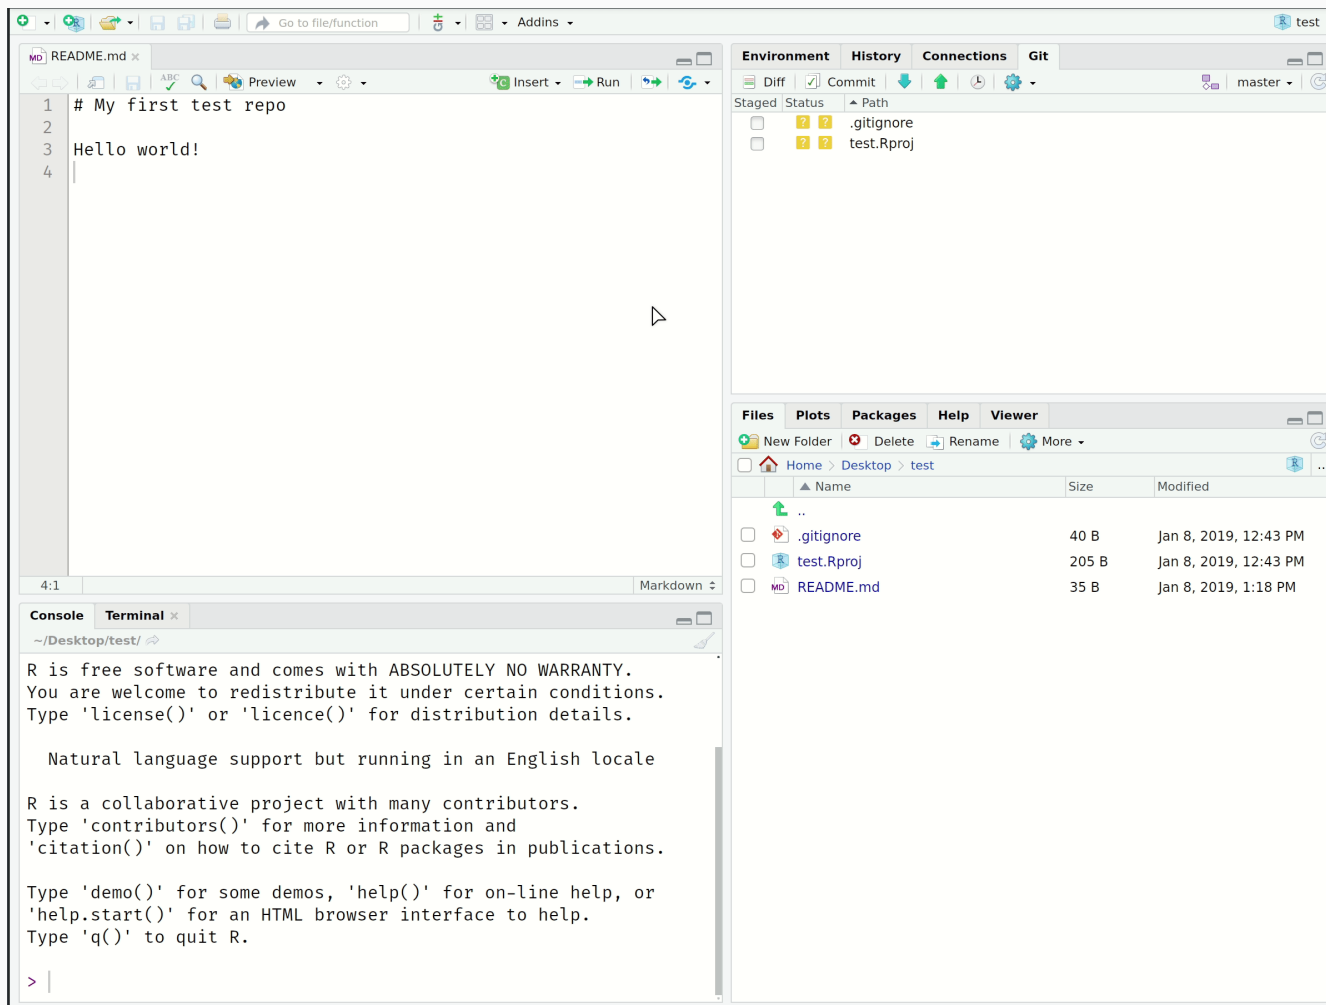 Go to file/function
Addins
test
README.md
ABC
Preview
Insert
Run
1 # My first test repo
2
3 Hello world!
4
4:1
Markdown
Console Terminal
~/Desktop/test/
R is free software and comes with ABSOLUTELY NO WARRANTY.
You are welcome to redistribute it under certain conditions.
Type 'license()' or 'licence()' for distribution details.
Natural language support but running in an English locale
R is a collaborative project with many contributors.
Type 'contributors()' for more information and
'citation()' on how to cite R or R packages in publications.
Type 'demo()' for some demos, 'help()' for on-line help, or
'help.start()' for an HTML browser interface to help.
Type 'q()' to quit R.
>
Environment History Connections Git
Diff Commit master
Staged Status Path
? ? .gitignore
? ? test.Rproj
Files Plots Packages Help Viewer
New Folder Delete Rename More
Home > Desktop > test R ..
Name Size Modified
..
.gitignore 40 B Jan 8, 2019, 12:43 PM
test.Rproj 205 B Jan 8, 2019, 12:43 PM
README.md 35 B Jan 8, 2019, 1:18 PM